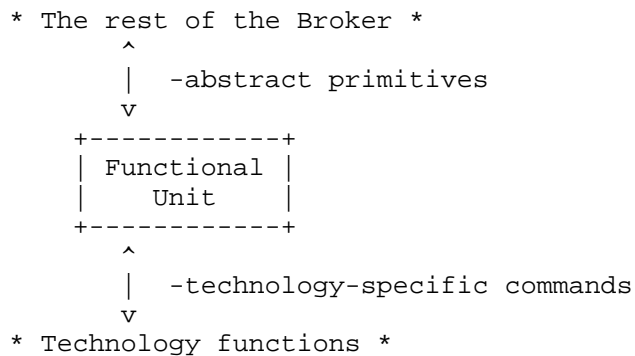 * The rest of the Broker *
^
| -abstract primitives
v
+------------+
| Functional |
| Unit |
+------------+
^
| -technology-specific commands
v
* Technology functions *